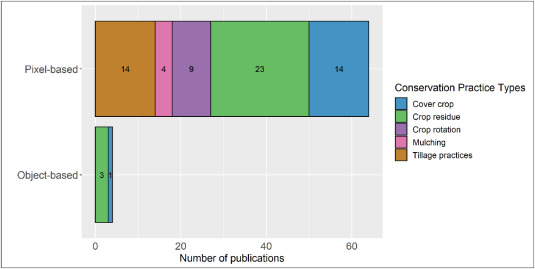 Pixel-based
14 4 9 23 14
Object-based
3 1
0 20 40 60
Number of publications
Conservation Practice Types
Cover crop
Crop residue
Crop rotation
Mulching
Tillage practices